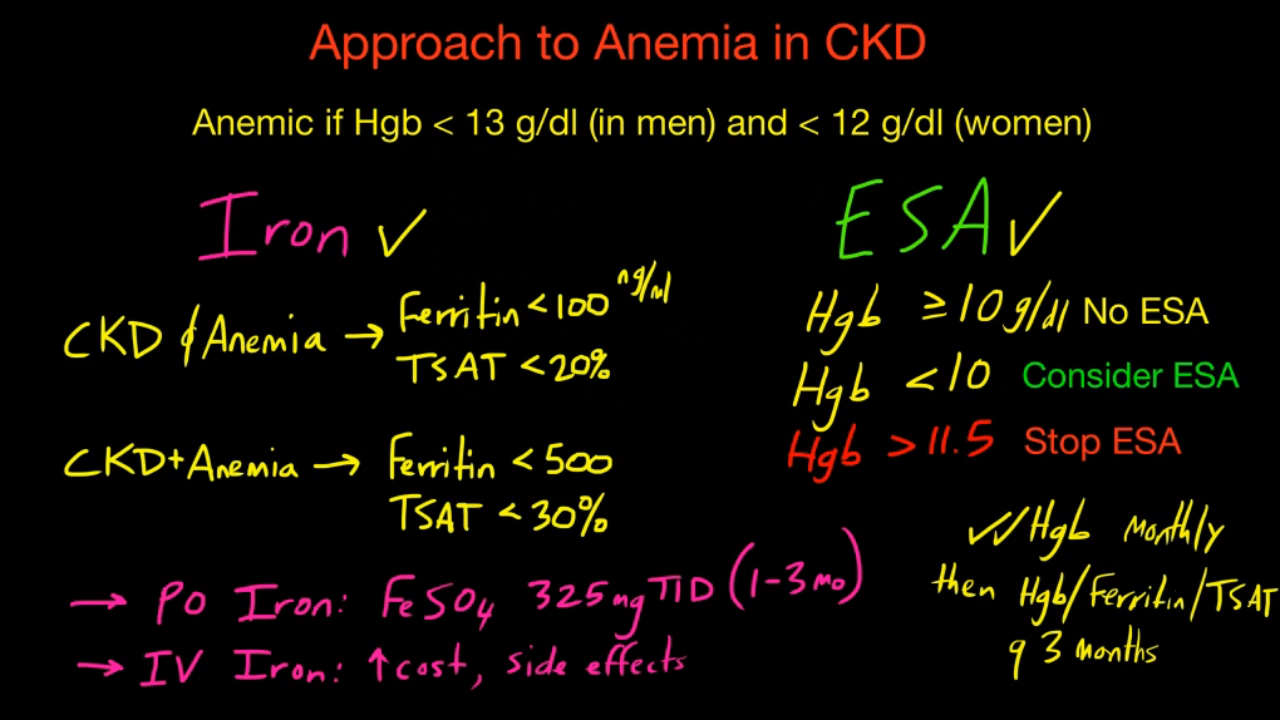 Approach to Anemia in CKD
Anemic if Hgb < 13 g/dl (in men) and < 12 g/dl (women)
Iron ✓
CKD & Anemia → Ferritin < 100 ng/ml
TSAT < 20%
CKD + Anemia → Ferritin < 500
TSAT < 30%
→ PO Iron: FeSO4 325mg TID (1-3 mo)
→ IV Iron: ↑cost, side effects
ESA ✓
Hgb ≥ 10 g/dl No ESA
Hgb < 10 Consider ESA
Hgb > 11.5 Stop ESA
✓✓ Hgb monthly
then Hgb/Ferritin/TSAT
q 3 months